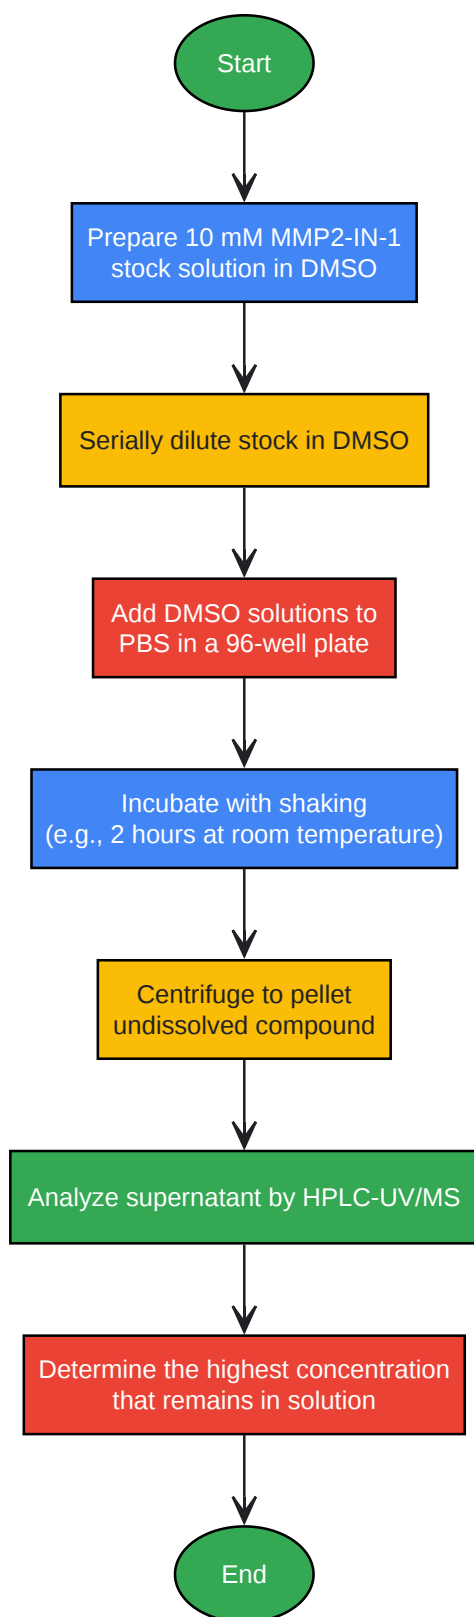 Start
Prepare 10 mM MMP2-IN-1
stock solution in DMSO
Serially dilute stock in DMSO
Add DMSO solutions to
PBS in a 96-well plate
Incubate with shaking
(e.g., 2 hours at room temperature)
Centrifuge to pellet
undissolved compound
Analyze supernatant by HPLC-UV/MS
Determine the highest concentration
that remains in solution
End